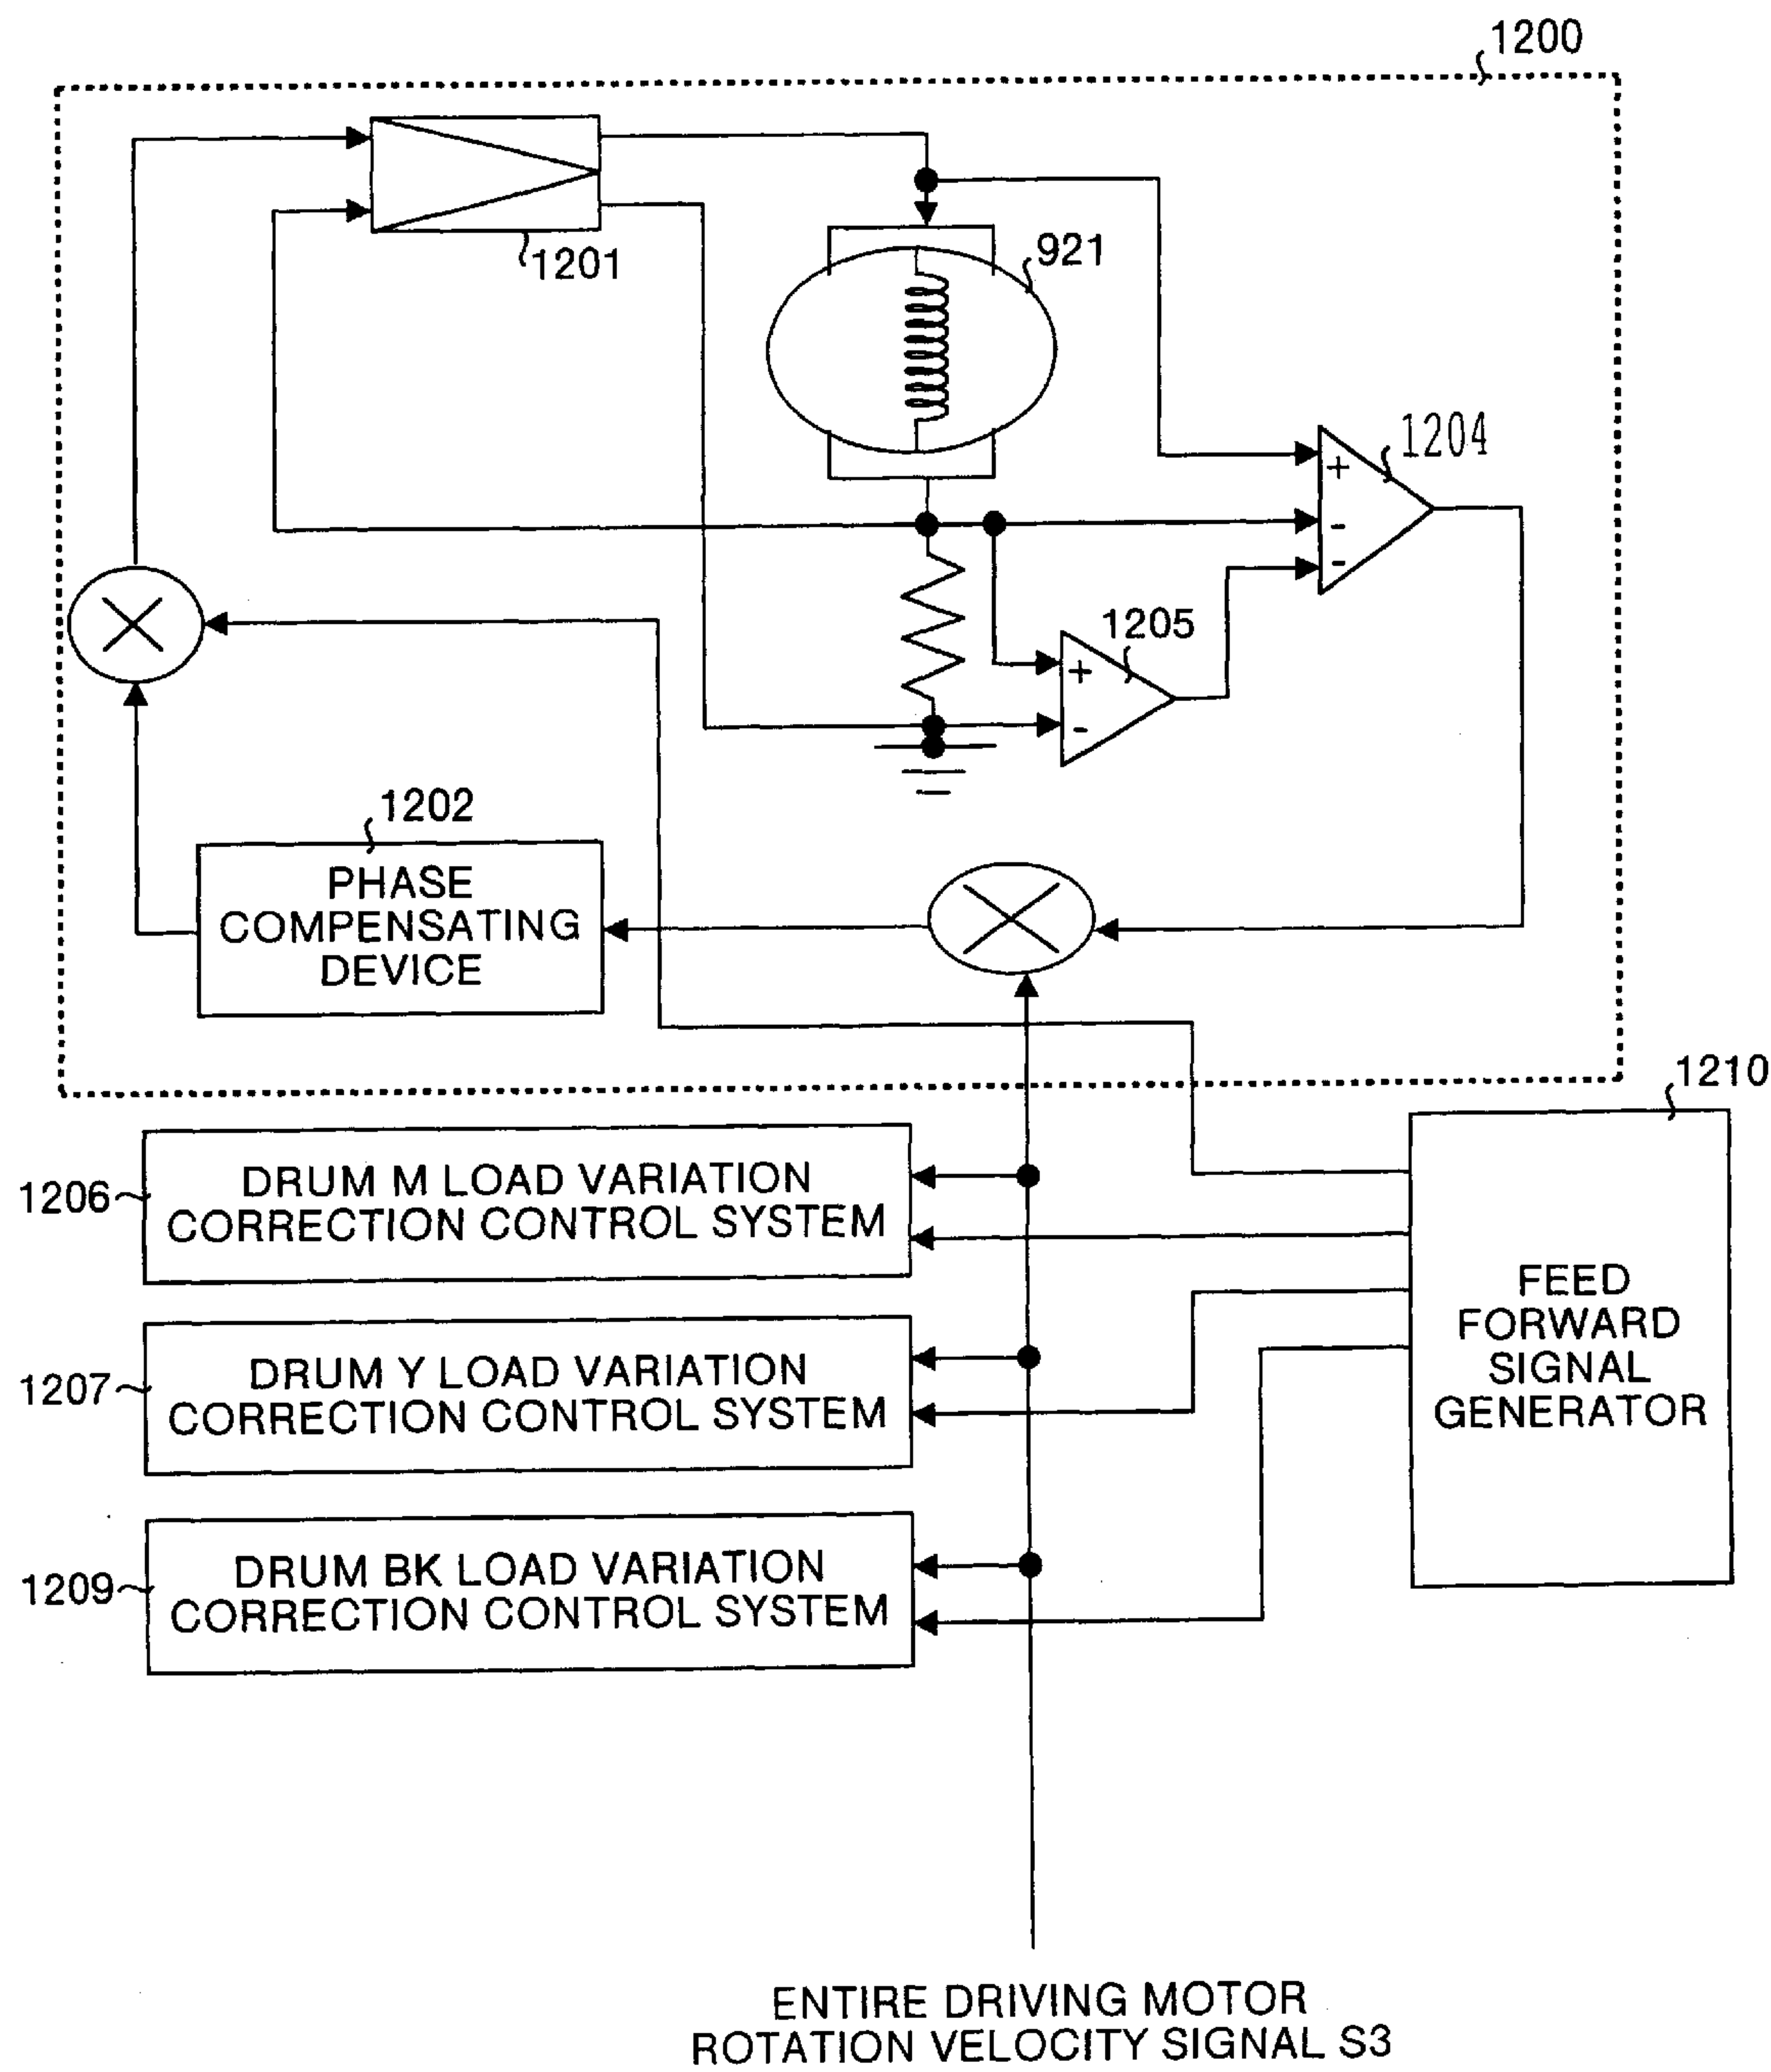 1200
1201
921
1204
+
-
-
1205
+
-
1202
PHASE
COMPENSATING
DEVICE
1210
1206
DRUM M LOAD VARIATION
CORRECTION CONTROL SYSTEM
FEED
FORWARD
SIGNAL
GENERATOR
1207
DRUM Y LOAD VARIATION
CORRECTION CONTROL SYSTEM
1209
DRUM BK LOAD VARIATION
CORRECTION CONTROL SYSTEM
ENTIRE DRIVING MOTOR
ROTATION VELOCITY SIGNAL S3